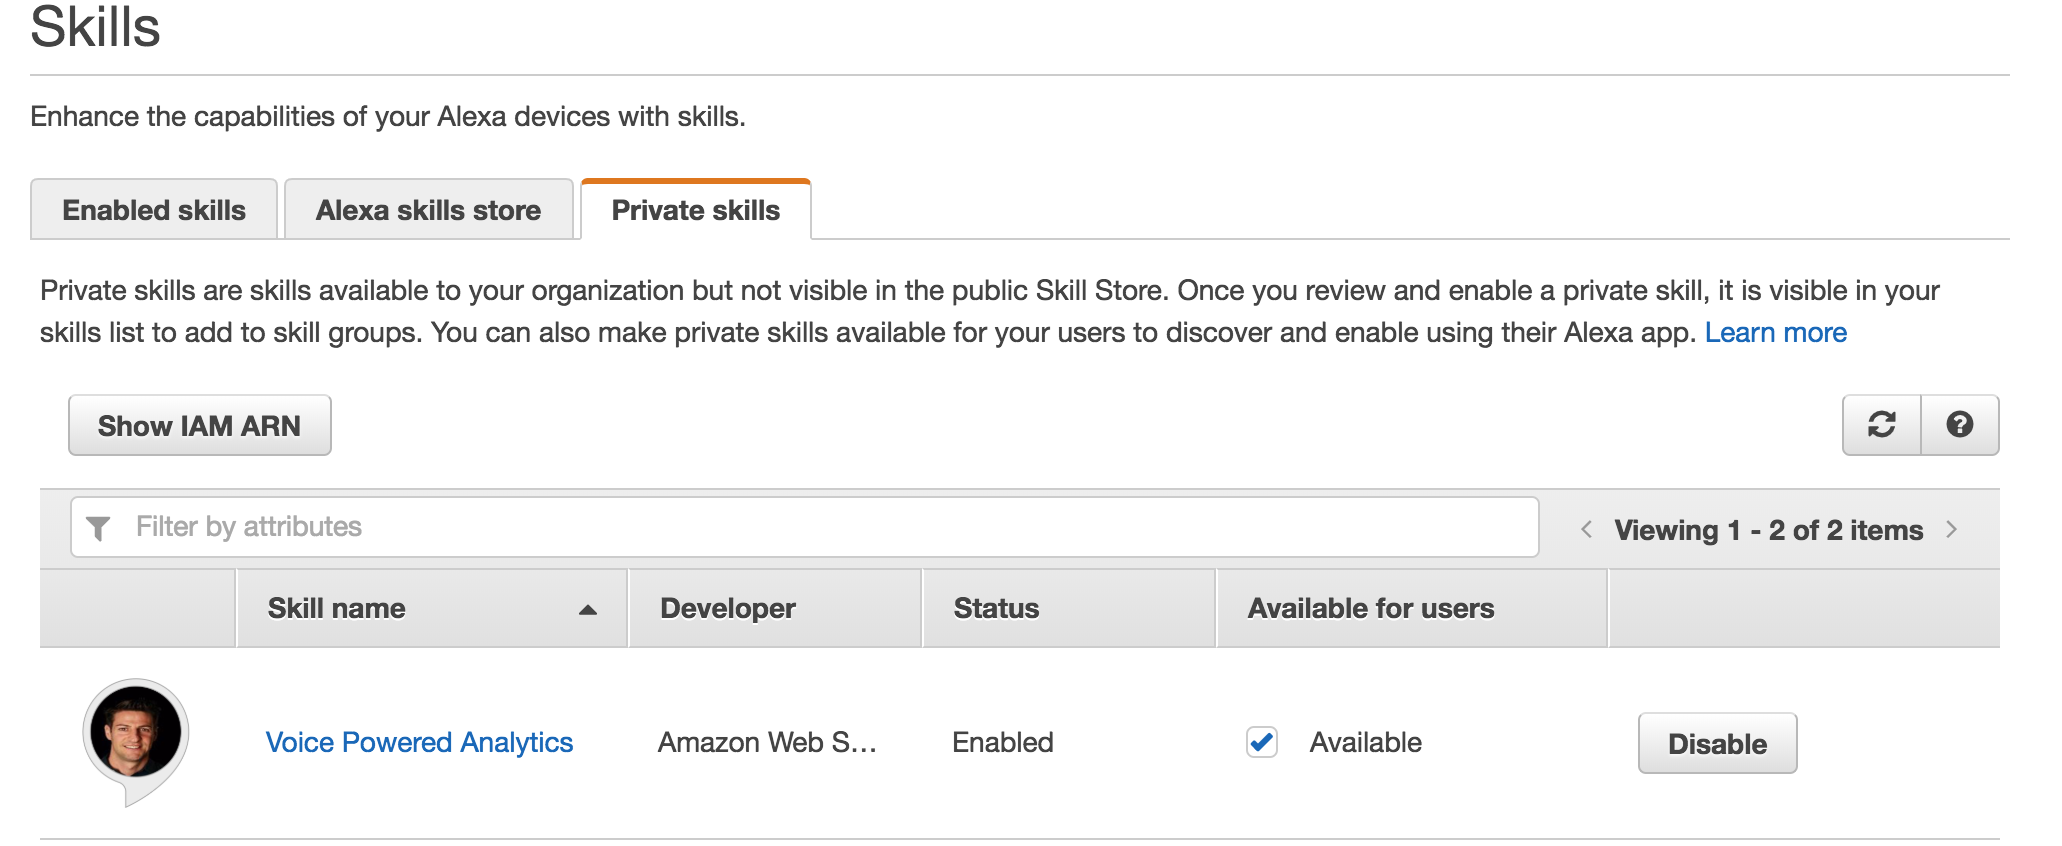 Skills
Enhance the capabilities of your Alexa devices with skills.
Enabled skills
Alexa skills store
Private skills
Private skills are skills available to your organization but not visible in the public Skill Store. Once you review and enable a private skill, it is visible in your
skills list to add to skill groups. You can also make private skills available for your users to discover and enable using their Alexa app. Learn more
Show IAM ARN
Filter by attributes
Viewing 1 - 2 of 2 items
Skill name Developer Status Available for users
Voice Powered Analytics Amazon Web S... Enabled Available Disable